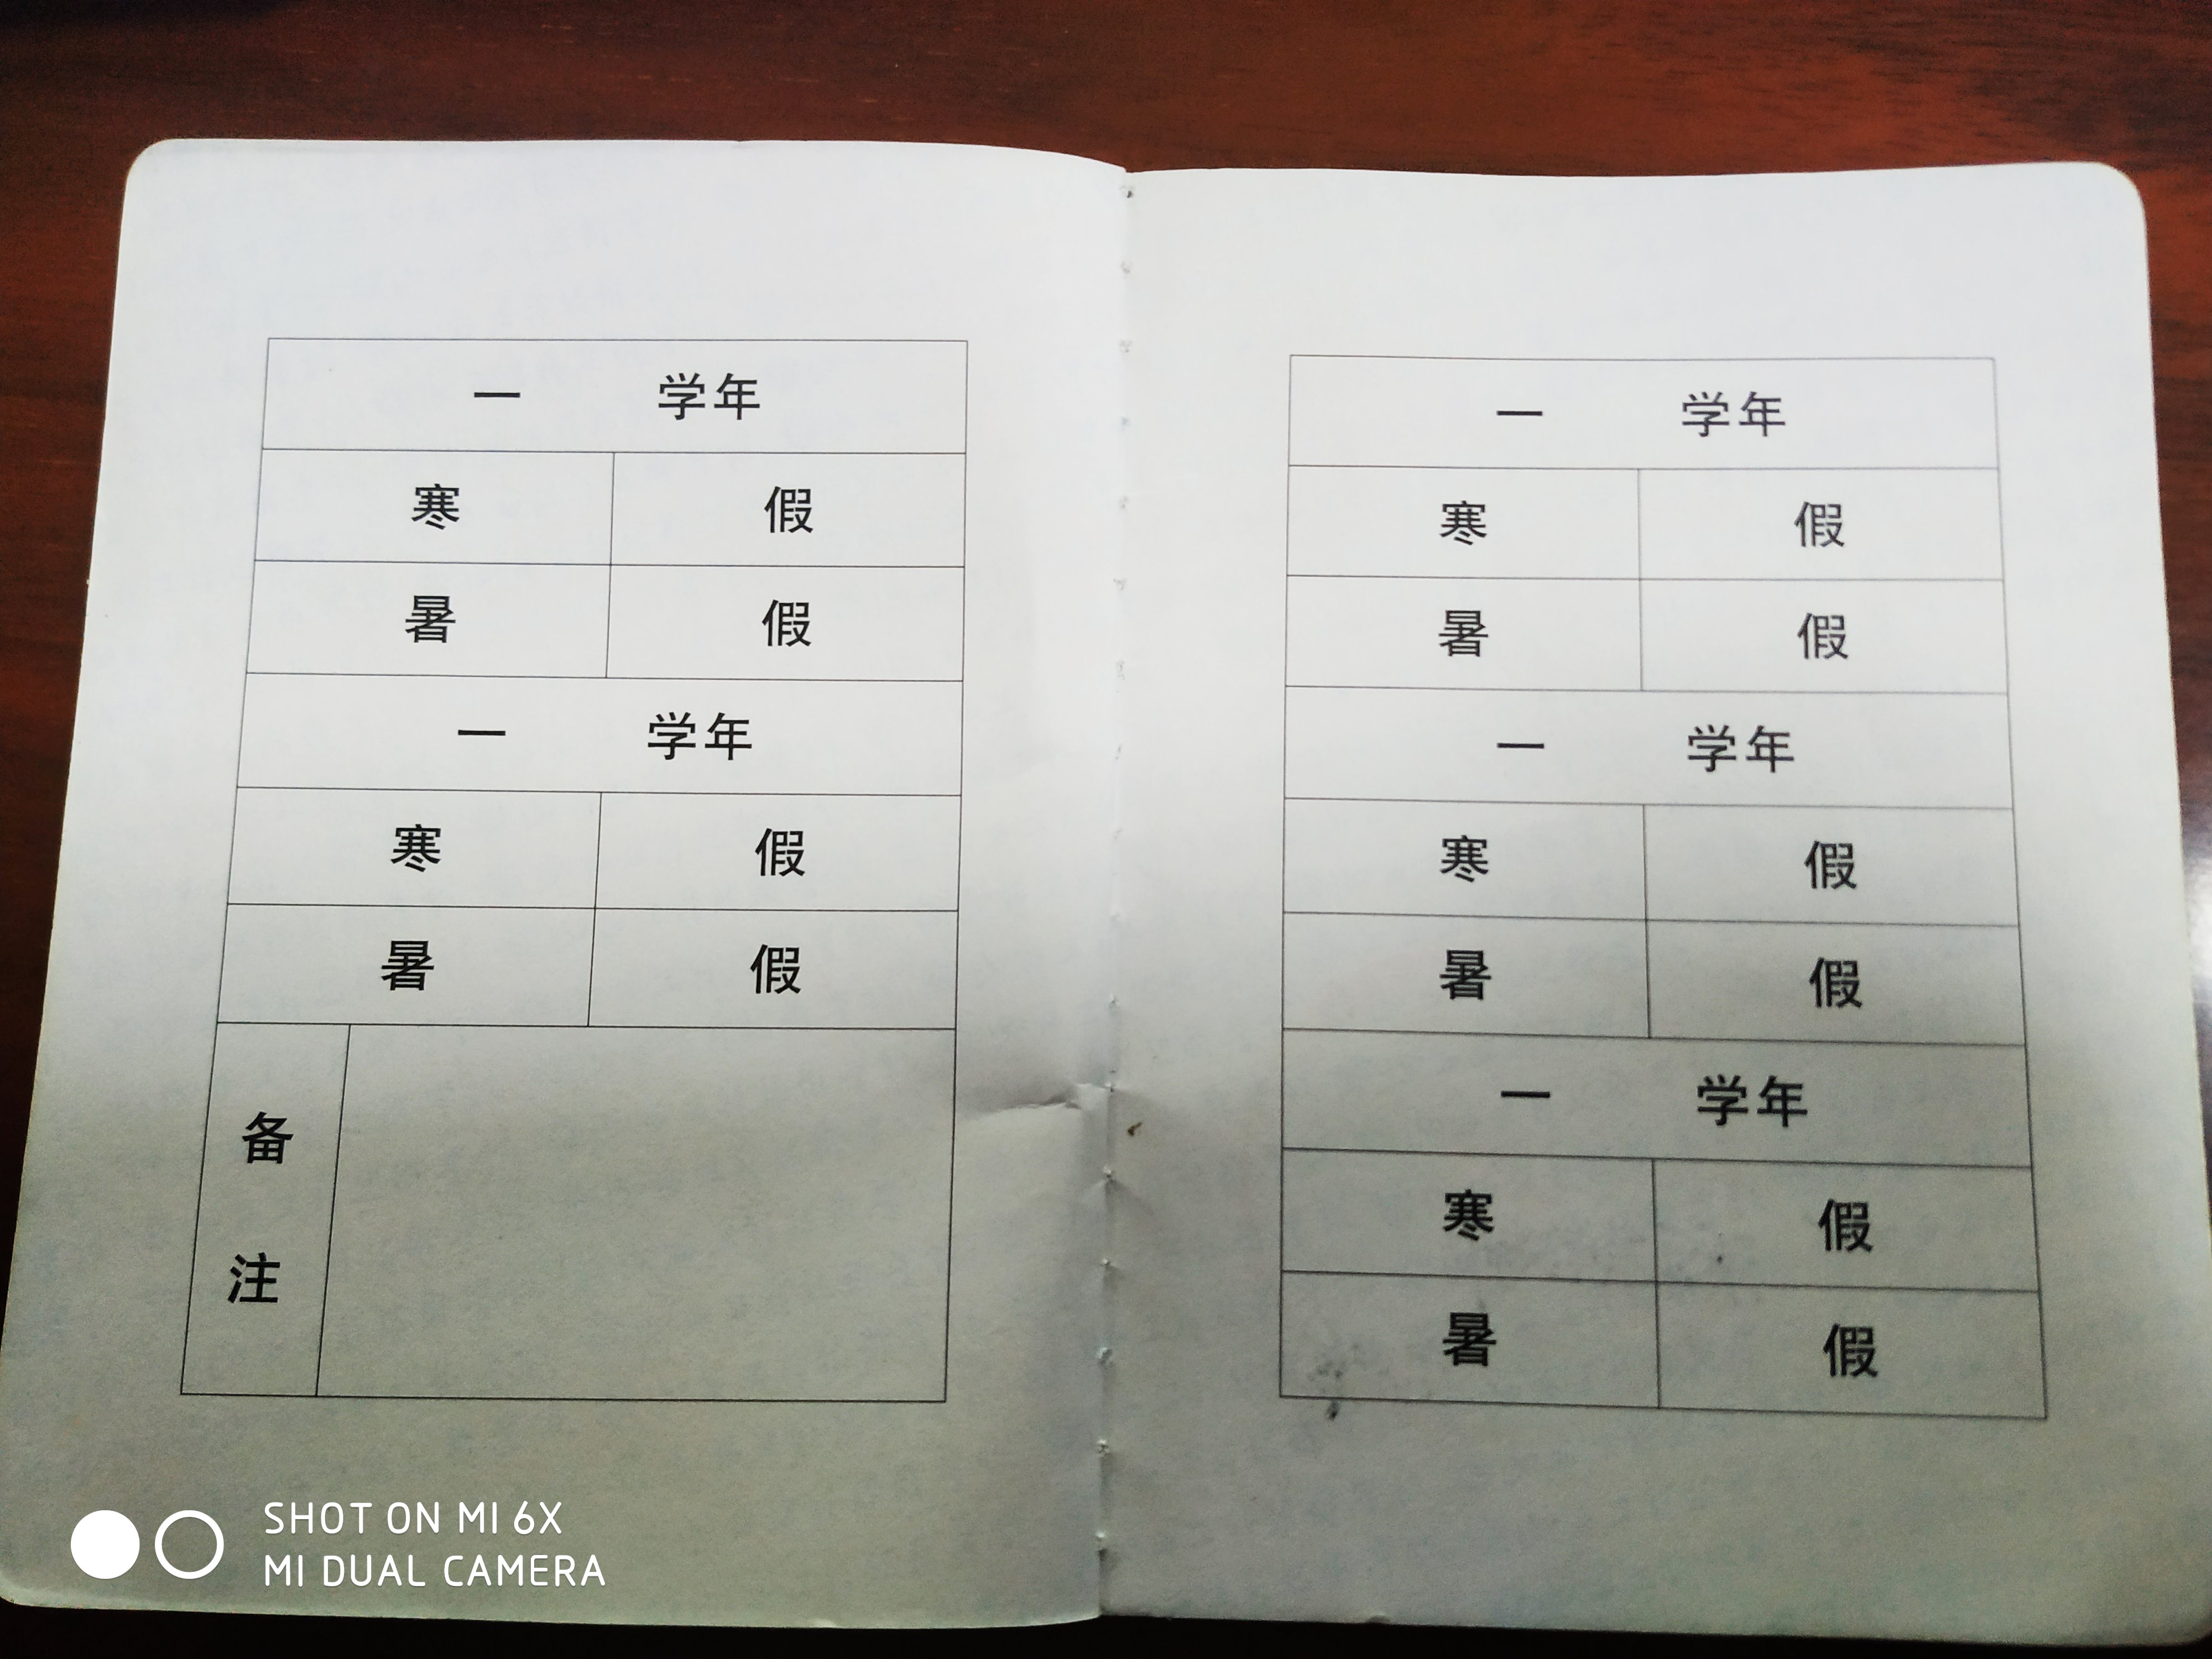 — 学年
寒 假
暑 假
— 学年
寒 假
暑 假
备
注
— 学年
寒 假
暑 假
— 学年
寒 假
暑 假
— 学年
寒 假
暑 假
SHOT ON MI 6X
MI DUAL CAMERA